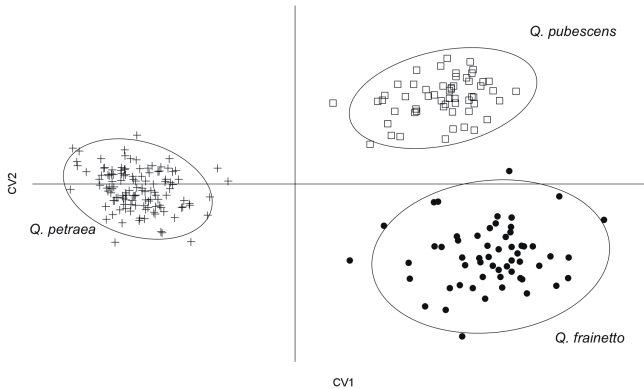 Q. pubescens
CV2
Q. petraea
Q. frainetto
CV1